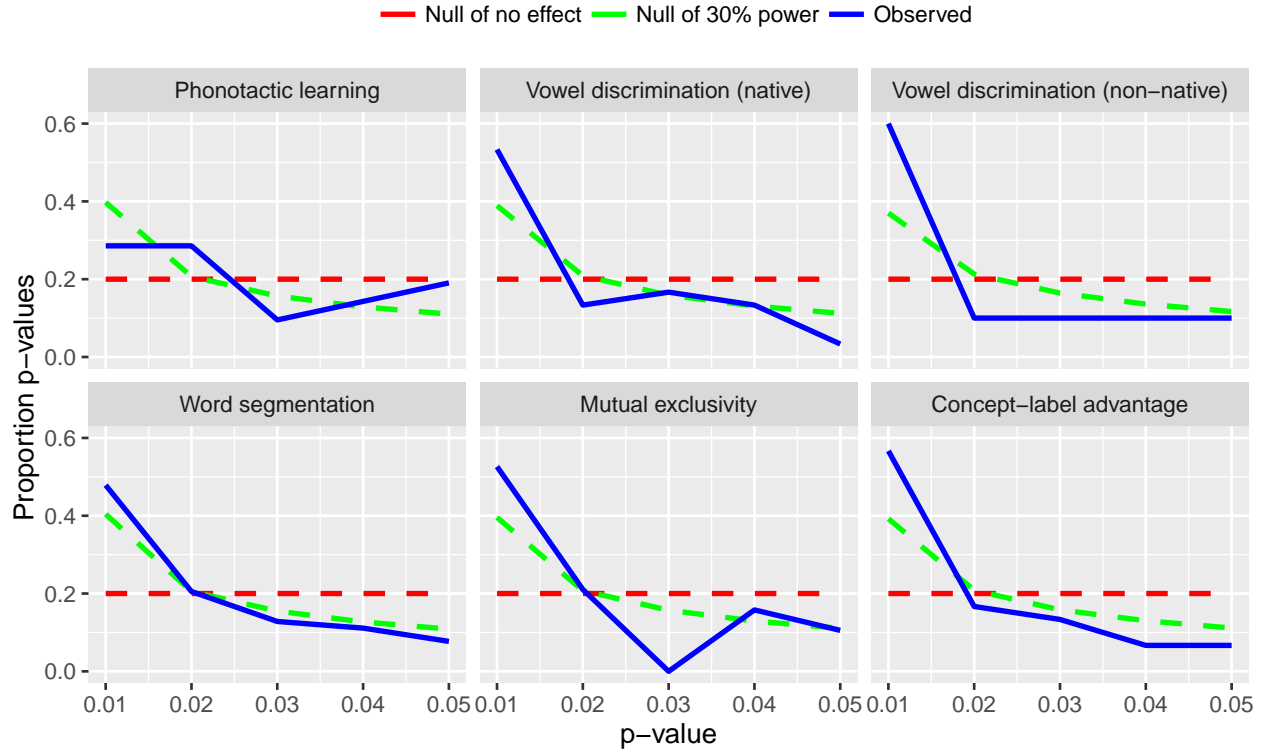 Null of no effect Null of 30% power Observed
Phonotactic learning Vowel discrimination (native) Vowel discrimination (non−native)
0.6
0.4
0.2
0.0
Word segmentation Mutual exclusivity Concept−label advantage
0.6
0.4
0.2
0.0
Proportion p−values
0.01 0.02 0.03 0.04 0.05 0.01 0.02 0.03 0.04 0.05 0.01 0.02 0.03 0.04 0.05
p−value